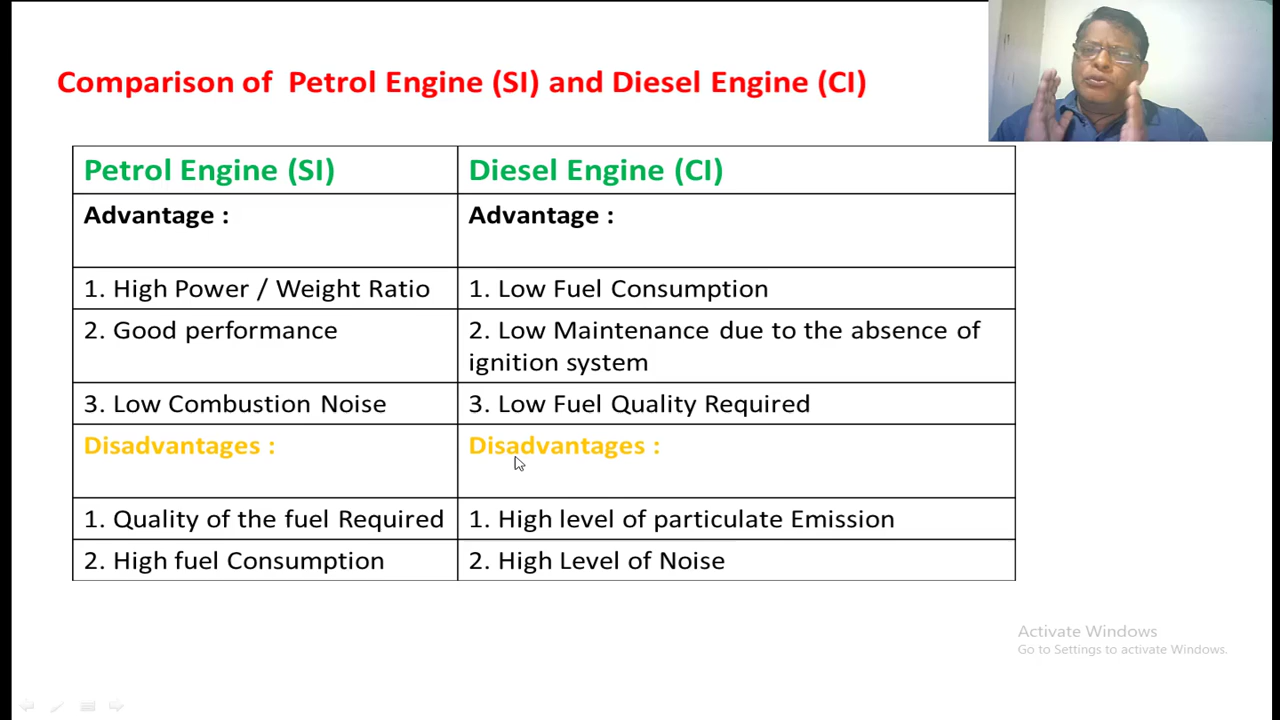 Comparison of Petrol Engine (SI) and Diesel Engine (CI)
Petrol Engine (SI)
Diesel Engine (CI)
Advantage :
Advantage :
1. High Power / Weight Ratio
1. Low Fuel Consumption
2. Good performance
2. Low Maintenance due to the absence of
ignition system
3. Low Combustion Noise
3. Low Fuel Quality Required
Disadvantages :
Disadvantages :
1. Quality of the fuel Required
1. High level of particulate Emission
2. High fuel Consumption
2. High Level of Noise
Activate Windows
Go to Settings to activate Windows.